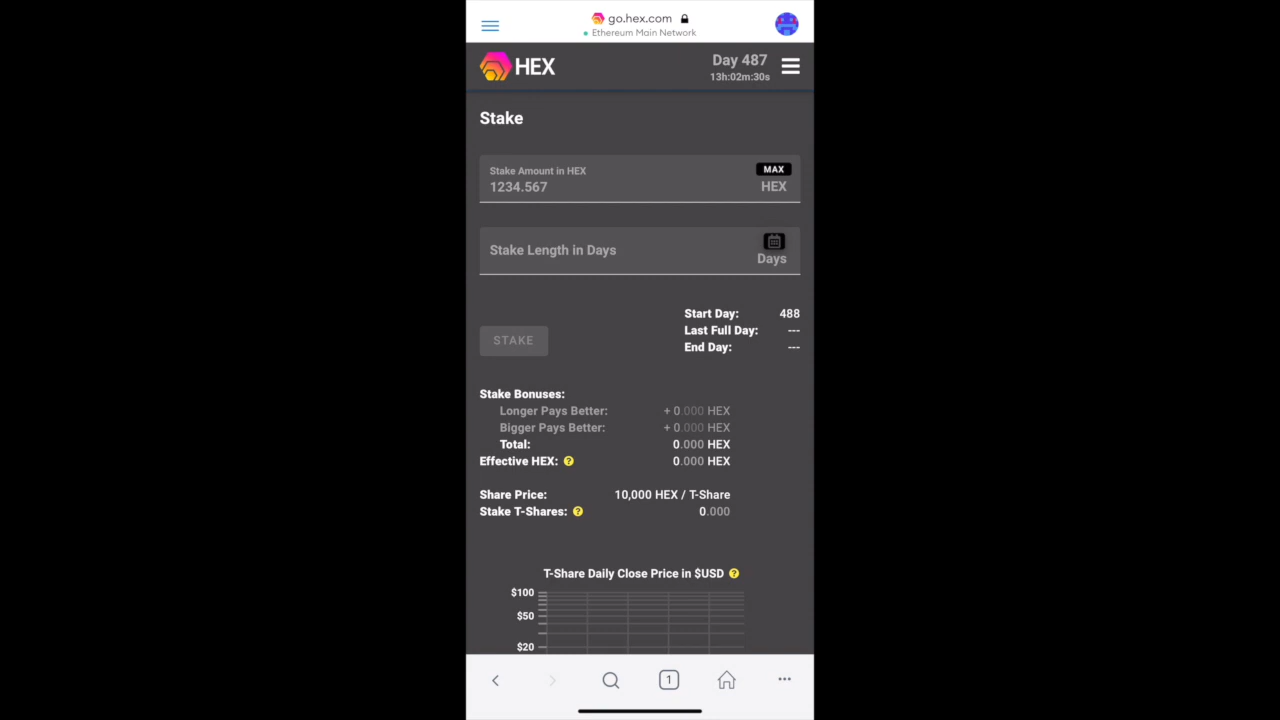 go.hex.com
Ethereum Main Network
HEX
Day 487
13h:02m:30s
Stake
Stake Amount in HEX
MAX
1234.567
HEX
Stake Length in Days
Days
Start Day: 488
Last Full Day: ---
End Day: ---
STAKE
Stake Bonuses:
Longer Pays Better: + 0.000 HEX
Bigger Pays Better: + 0.000 HEX
Total: 0.000 HEX
Effective HEX: ? 0.000 HEX
Share Price: 10,000 HEX / T-Share
Stake T-Shares: ? 0.000
T-Share Daily Close Price in $USD ?
$100
$50
$20
1